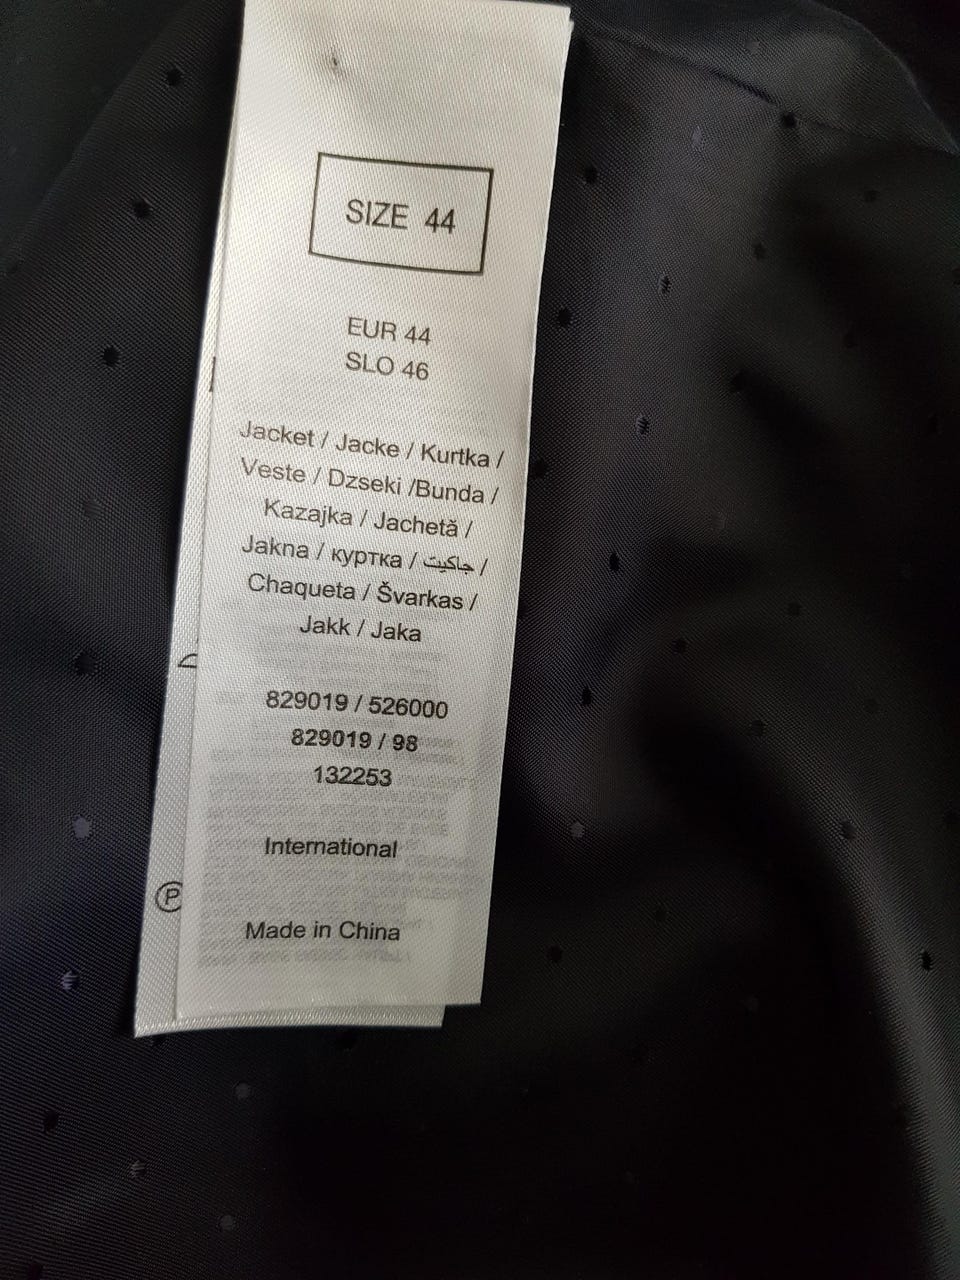 SIZE 44
EUR 44
SLO 46
Jacket / Jacke / Kurtka /
Veste / Dzseki /Bunda /
Kazajka / Jachetă /
Jakna / куртка / جاكيت /
Chaqueta / Švarkas /
Jakk / Jaka
829019 / 526000
829019 / 98
132253
International
Made in China
P